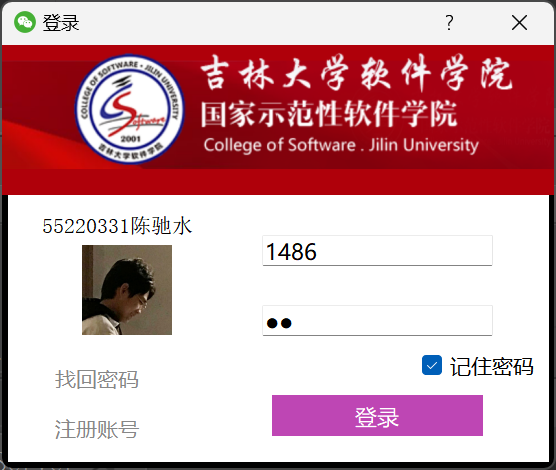 登录
?
吉林大学软件学院
国家示范性软件学院
College of Software . Jilin University
COLLEGE OF SOFTWARE · JILIN UNIVERSITY
Software
2001
吉林大学软件学院
55220331陈驰水
1486
●●
记住密码
找回密码
登录
注册账号